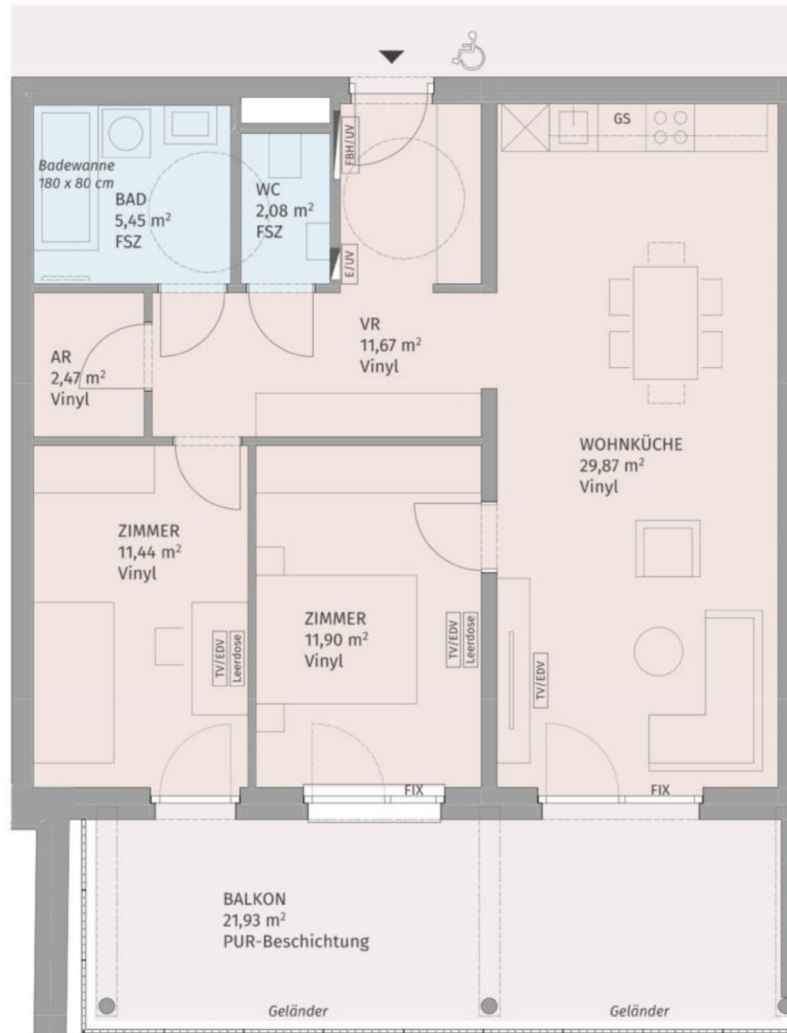 GS
FBH/UV
Badewanne
180 x 80 cm
BAD
5,45 m²
FSZ
WC
2,08 m²
FSZ
E/UV
VR
11,67 m²
Vinyl
AR
2,47 m²
Vinyl
WOHNKÜCHE
29,87 m²
Vinyl
ZIMMER
11,44 m²
Vinyl
TV/EDV
Leerdose
ZIMMER
11,90 m²
Vinyl
TV/EDV
Leerdose
TV/EDV
FIX
FIX
BALKON
21,93 m²
PUR-Beschichtung
Geländer
Geländer